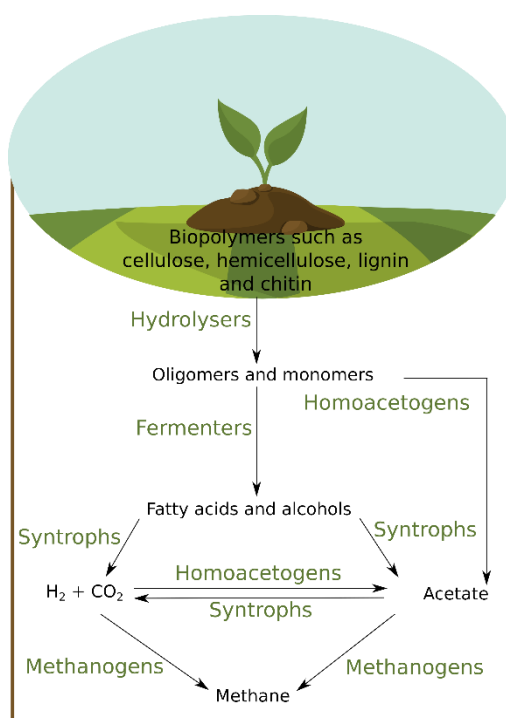 Biopolymers such as
cellulose, hemicellulose, lignin
and chitin
Hydrolysers
Oligomers and monomers
Homoacetogens
Fermenters
Fatty acids and alcohols
Syntrophs
Syntrophs
Homoacetogens
H₂ + CO₂
Acetate
Syntrophs
Methanogens
Methanogens
Methane